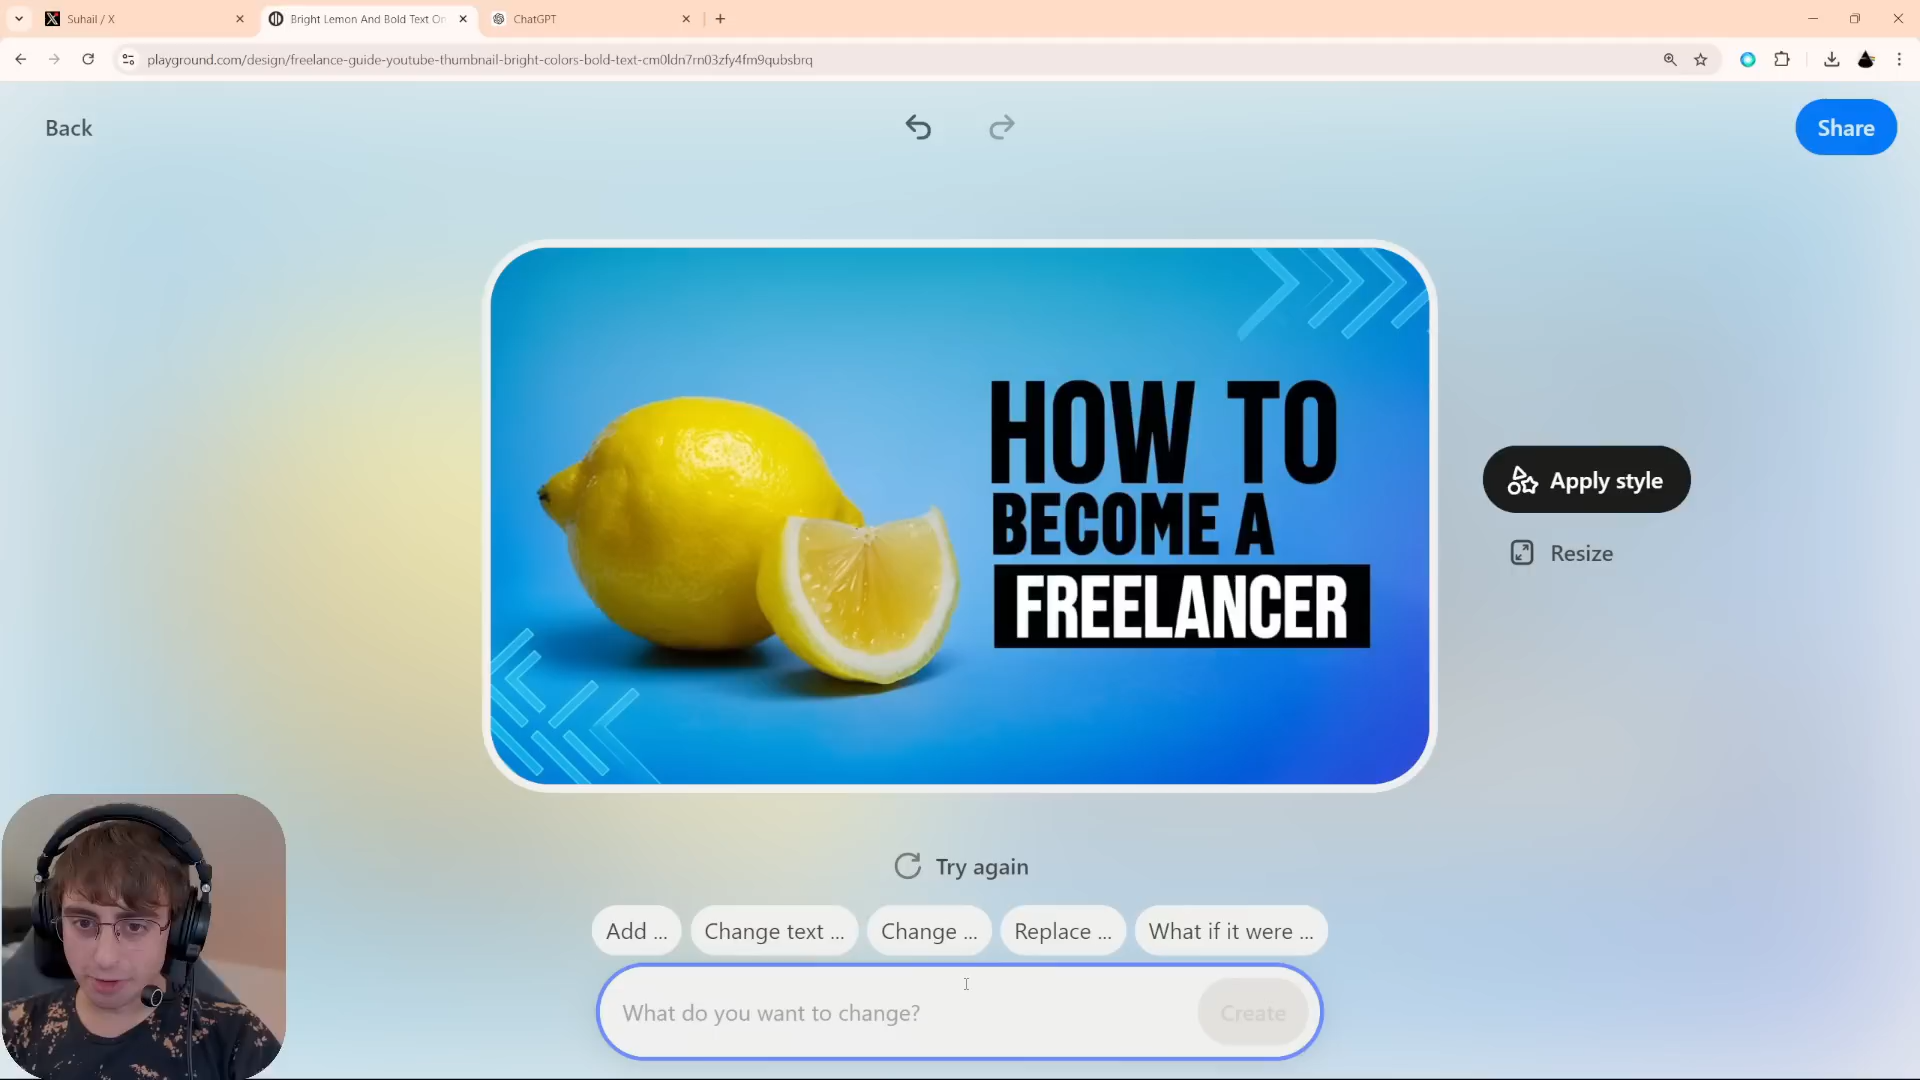 Suhail / X
Bright Lemon And Bold Text On
ChatGPT
playground.com/design/freelance-guide-youtube-thumbnail-bright-colors-bold-text-cm0ldn7rn03zfy4fm9qubsbrq
Back
Share
HOW TO
BECOME A
FREELANCER
Apply style
Resize
Try again
Add ...
Change text ...
Change ...
Replace ...
What if it were ...
What do you want to change?
Create